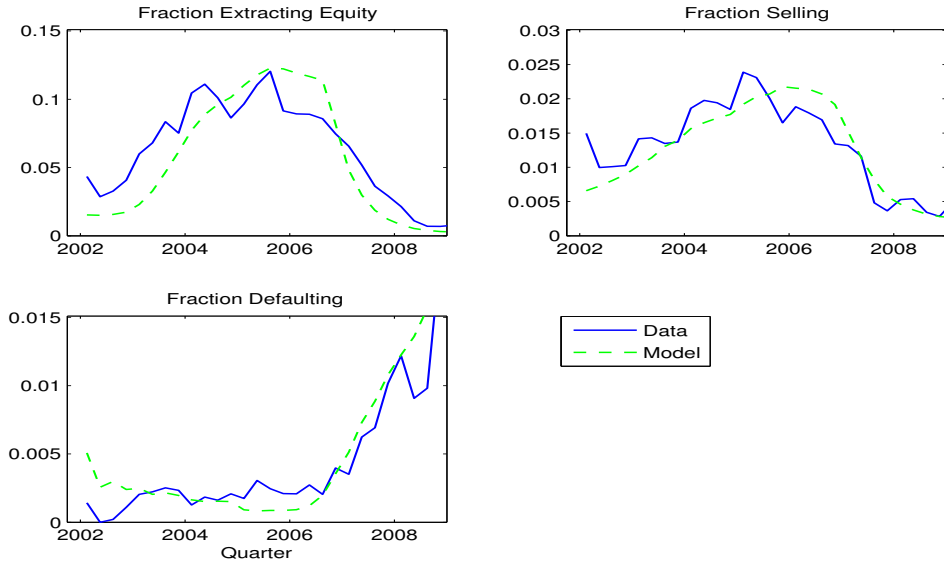 Fraction Extracting Equity
0.15
0.1
0.05
0
2002 2004 2006 2008
Fraction Selling
0.03
0.025
0.02
0.015
0.01
0.005
0
2002 2004 2006 2008
Fraction Defaulting
0.015
0.01
0.005
0
2002 2004 2006 2008
Quarter
Data
Model